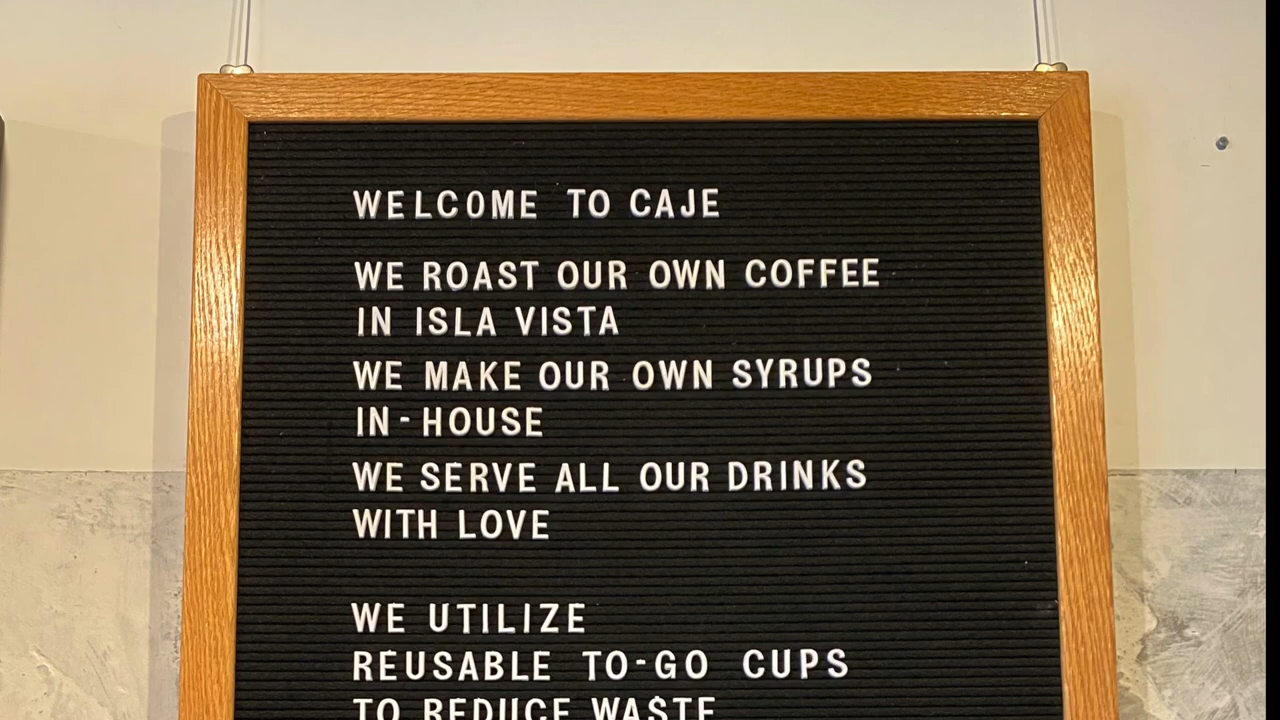 WELCOME TO CAJE
WE ROAST OUR OWN COFFEE
IN ISLA VISTA
WE MAKE OUR OWN SYRUPS
IN-HOUSE
WE SERVE ALL OUR DRINKS
WITH LOVE
WE UTILIZE
REUSABLE TO-GO CUPS
TO REDUCE WASTE